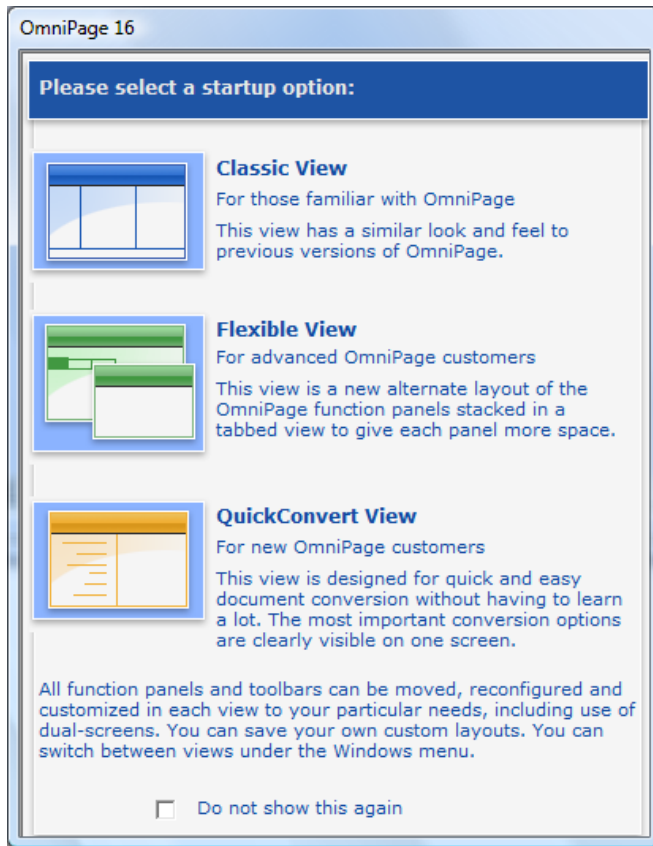 OmniPage 16
Please select a startup option:
Classic View
For those familiar with OmniPage
This view has a similar look and feel to
previous versions of OmniPage.
Flexible View
For advanced OmniPage customers
This view is a new alternate layout of the
OmniPage function panels stacked in a
tabbed view to give each panel more space.
QuickConvert View
For new OmniPage customers
This view is designed for quick and easy
document conversion without having to learn
a lot. The most important conversion options
are clearly visible on one screen.
All function panels and toolbars can be moved, reconfigured and
customized in each view to your particular needs, including use of
dual-screens. You can save your own custom layouts. You can
switch between views under the Windows menu.
Do not show this again